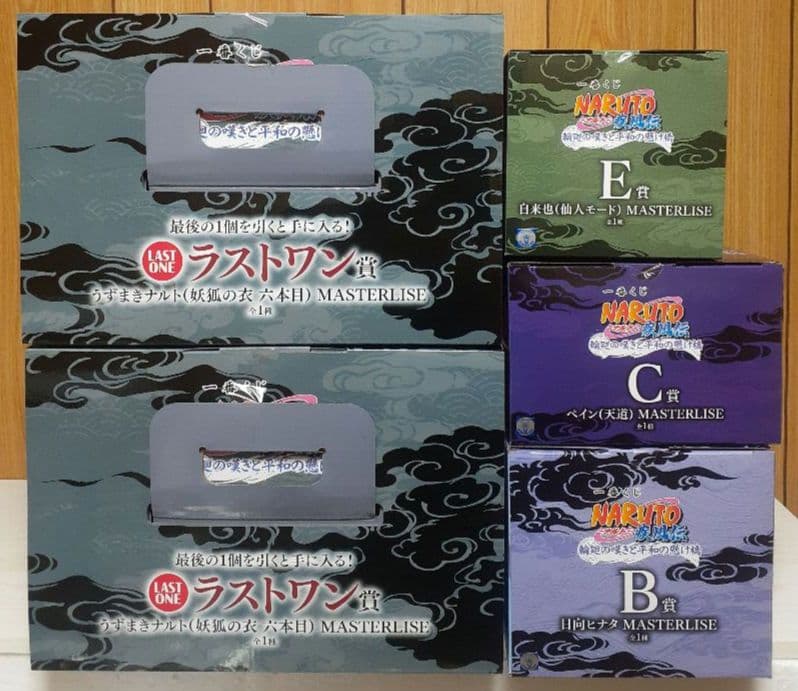 一番くじ
廻の嘆きと平和の懸け
最後の1個を引くと手に入る!
LAST
ONE
ラストワン賞
うずまきナルト(妖狐の衣 六本目) MASTERLISE
全1種
一番くじ
廻の嘆きと平和の懸け
最後の1個を引くと手に入る!
LAST
ONE
ラストワン賞
うずまきナルト(妖狐の衣 六本目) MASTERLISE
全1種
一番くじ
NARUTO
疾風伝
輪廻の嘆きと平和の懸け橋
E賞
自来也(仙人モード) MASTERLISE
全1種
一番くじ
NARUTO
疾風伝
輪廻の嘆きと平和の懸け橋
C賞
ペイン(天道) MASTERLISE
全1種
一番くじ
NARUTO
疾風伝
輪廻の嘆きと平和の懸け橋
B賞
日向ヒナタ MASTERLISE
全1種